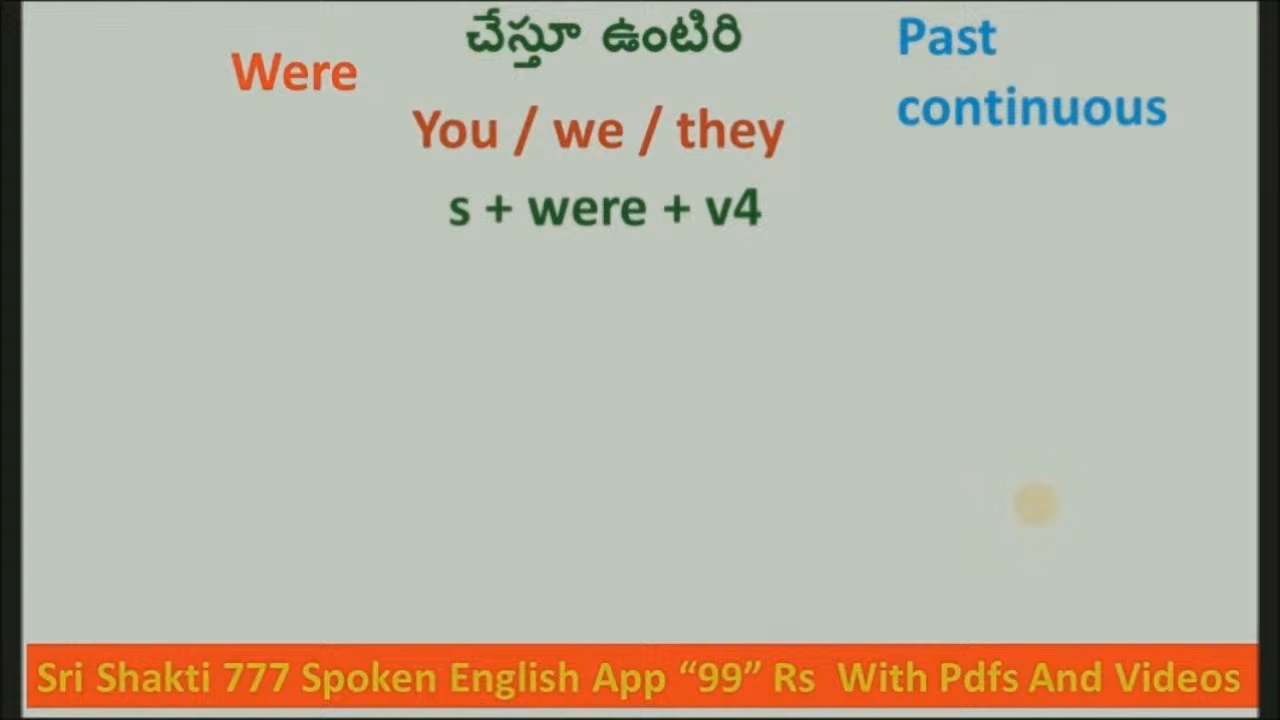 చేస్తూ ఉంటిరి
Were
Past
continuous
You / we / they
s + were + v4
Sri Shakti 777 Spoken English App “99” Rs With Pdfs And Videos